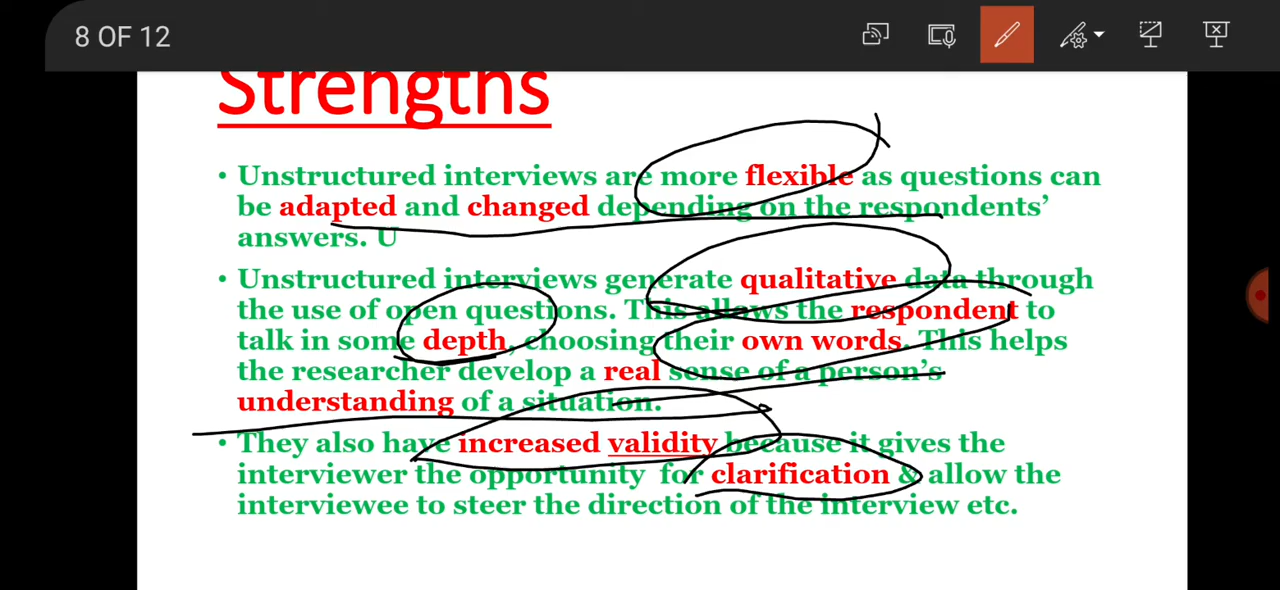 8 OF 12
Strengths
• Unstructured interviews are more flexible as questions can
be adapted and changed depending on the respondents’
answers. U
• Unstructured interviews generate qualitative data through
the use of open questions. This allows the respondent to
talk in some depth, choosing their own words. This helps
the researcher develop a real sense of a person’s
understanding of a situation.
• They also have increased validity because it gives the
interviewer the opportunity for clarification & allow the
interviewee to steer the direction of the interview etc.